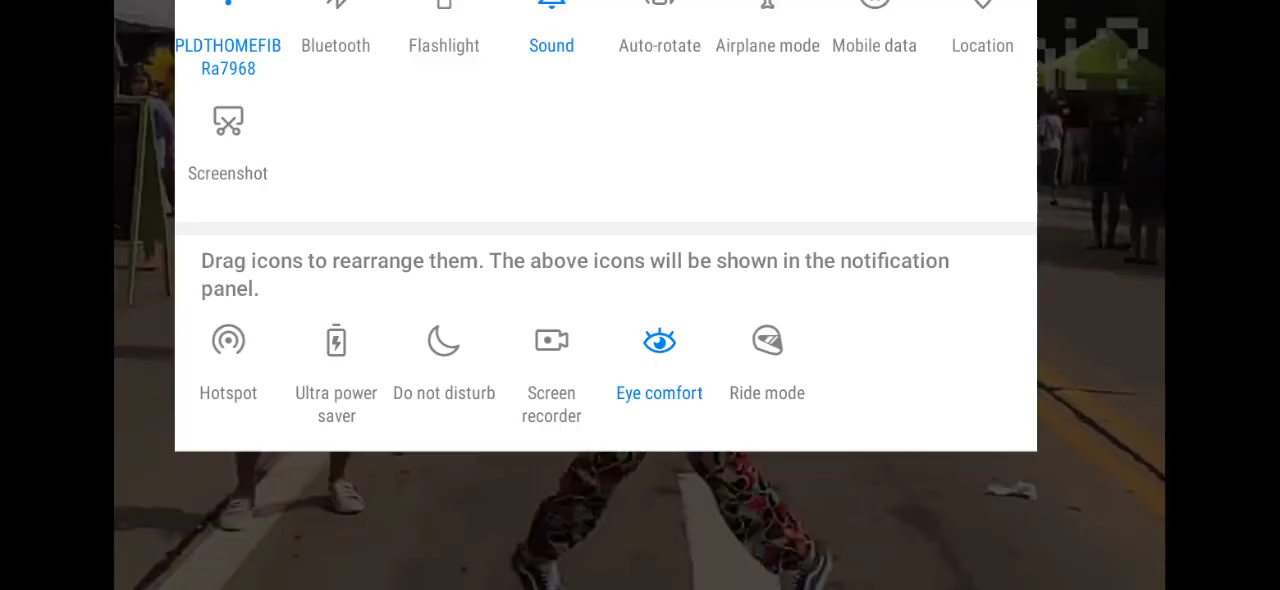 PLDTHOMEFIB Bluetooth Flashlight Sound Auto-rotate Airplane mode Mobile data Location
Ra7968
Screenshot
Drag icons to rearrange them. The above icons will be shown in the notification
panel.
Hotspot Ultra power Do not disturb Screen Eye comfort Ride mode
saver recorder